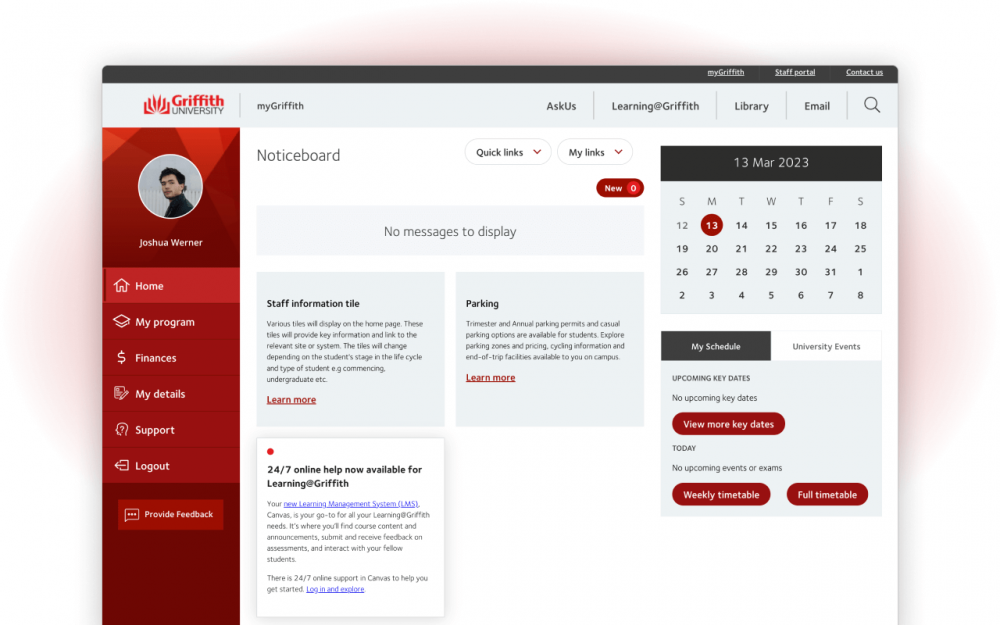 myGriffith Staff portal Contact us
Griffith
UNIVERSITY
myGriffith
AskUs Learning@Griffith Library Email
Joshua Werner
Home
My program
Finances
My details
Support
Logout
Provide Feedback
Noticeboard
Quick links My links
New 0
No messages to display
Staff information tile
Various tiles will display on the home page. These
tiles will provide key information and link to the
relevant site or system. The tiles will change
depending on the student's stage in the life cycle
and type of student e.g commencing,
undergraduate etc.
Learn more
Parking
Trimester and Annual parking permits and casual
parking options are available for students. Explore
parking zones and pricing, cycling information and
end-of-trip facilities available to you on campus.
Learn more
24/7 online help now available for
Learning@Griffith
Your new Learning Management System (LMS),
Canvas, is your go-to for all your Learning@Griffith
needs. It's where you'll find course content and
announcements, submit and receive feedback on
assessments, and interact with your fellow
students.
There is 24/7 online support in Canvas to help you
get started. Log in and explore.
13 Mar 2023
S M T W T F S
12 13 14 15 16 17 18
19 20 21 22 23 24 25
26 27 28 29 30 31 1
2 3 4 5 6 7 8
My Schedule University Events
UPCOMING KEY DATES
No upcoming key dates
View more key dates
TODAY
No upcoming events or exams
Weekly timetable Full timetable